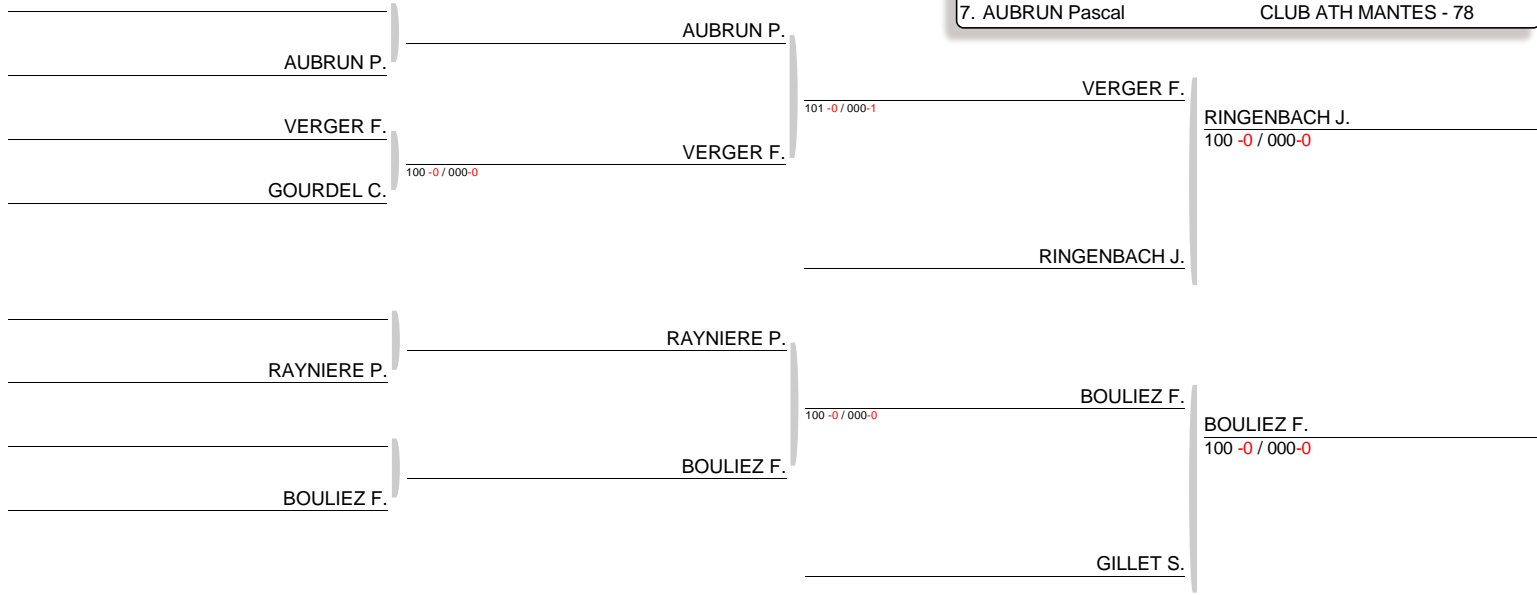 7. AUBRUN Pascal CLUB ATH MANTES - 78
AUBRUN P.
AUBRUN P.
VERGER F.
101 -0 / 000-1
RINGENBACH J.
100 -0 / 000-0
VERGER F.
VERGER F.
100 -0 / 000-0
GOURDEL C.
RINGENBACH J.
RAYNIERE P.
RAYNIERE P.
BOULIEZ F.
100 -0 / 000-0
BOULIEZ F.
100 -0 / 000-0
BOULIEZ F.
BOULIEZ F.
GILLET S.